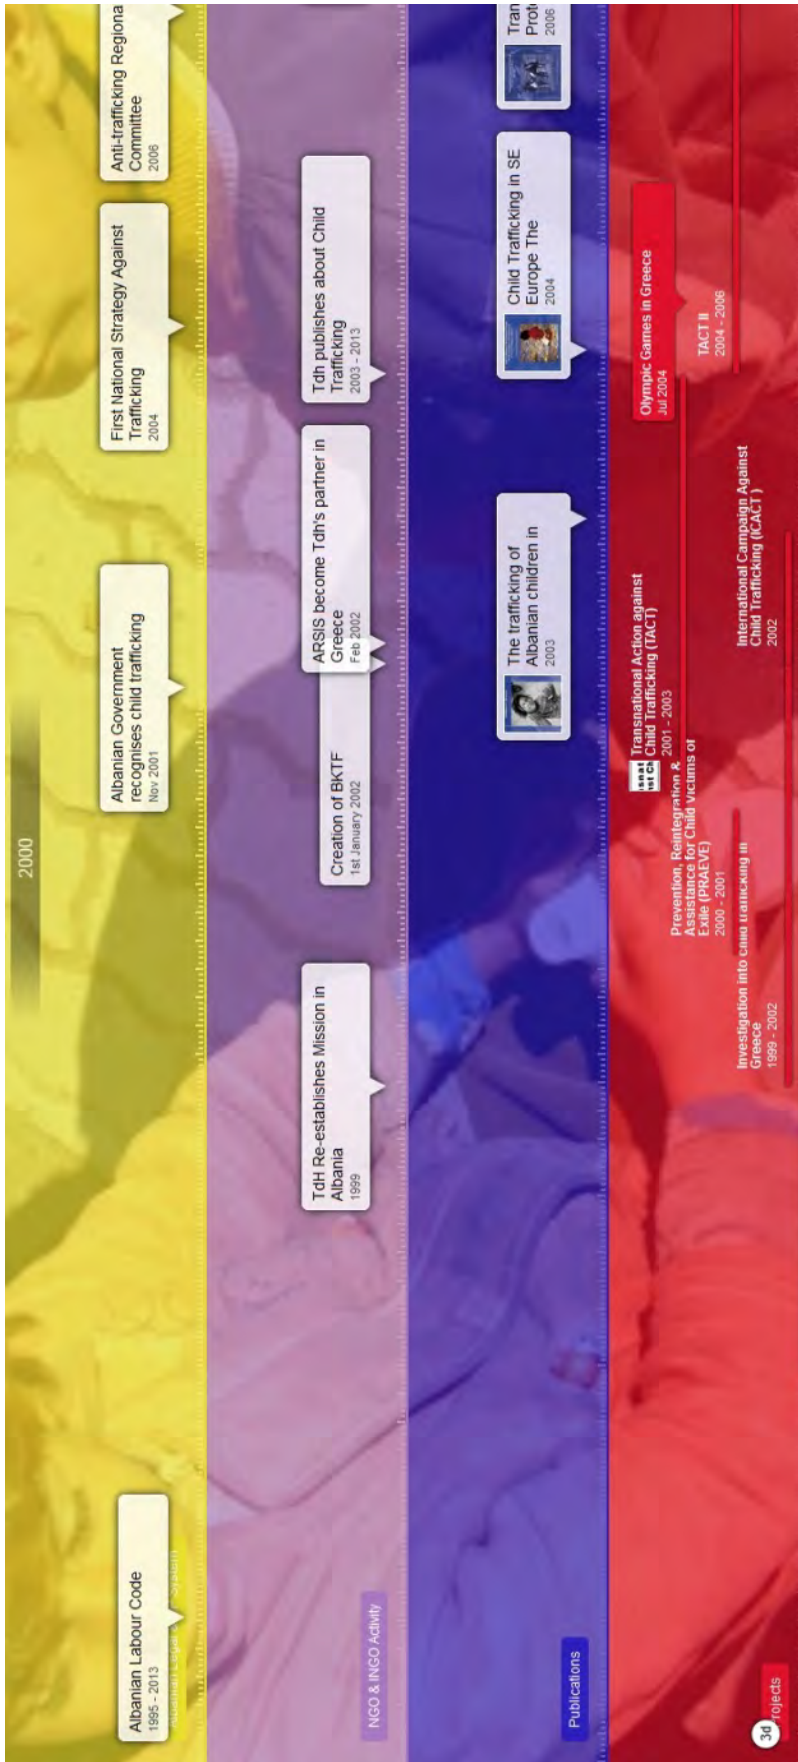 2000
Albanian Labour Code
1995 - 2013
Albanian Government
recognises child trafficking
Nov 2001
First National Strategy Against
Trafficking
2004
Anti-trafficking Regiona
Committee
2006
NGO & INGO Activity
TdH Re-establishes Mission in
Albania
1999
Creation of BKTF
1st January 2002
ARSIS become Tdh's partner in
Greece
Feb 2002
Tdh publishes about Child
Trafficking
2003 - 2013
Publications
The trafficking of
Albanian children in
2003
Child Trafficking in SE
Europe The
2004
Tran
Prot
2006
3d
rojects
Investigation into child trafficking in
Greece
1999 - 2002
Prevention, Reintegration &
Assistance for Child Victims of
Exile (PRAEVE)
2000 - 2001
Transnational Action against
Child Trafficking (TACT)
2001 - 2003
International Campaign Against
Child Trafficking (ICACT )
2002
Olympic Games in Greece
Jul 2004
TACT II
2004 - 2006